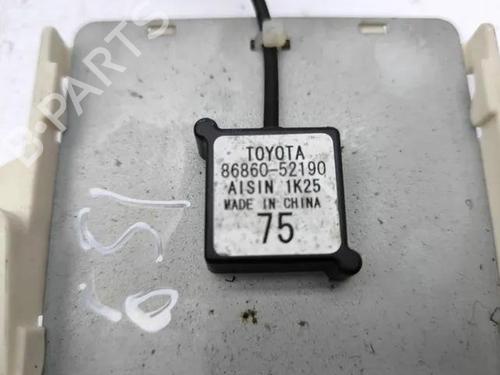 B-PARTS
TOYOTA
86860-52190
AISIN 1K25
MADE IN CHINA
75